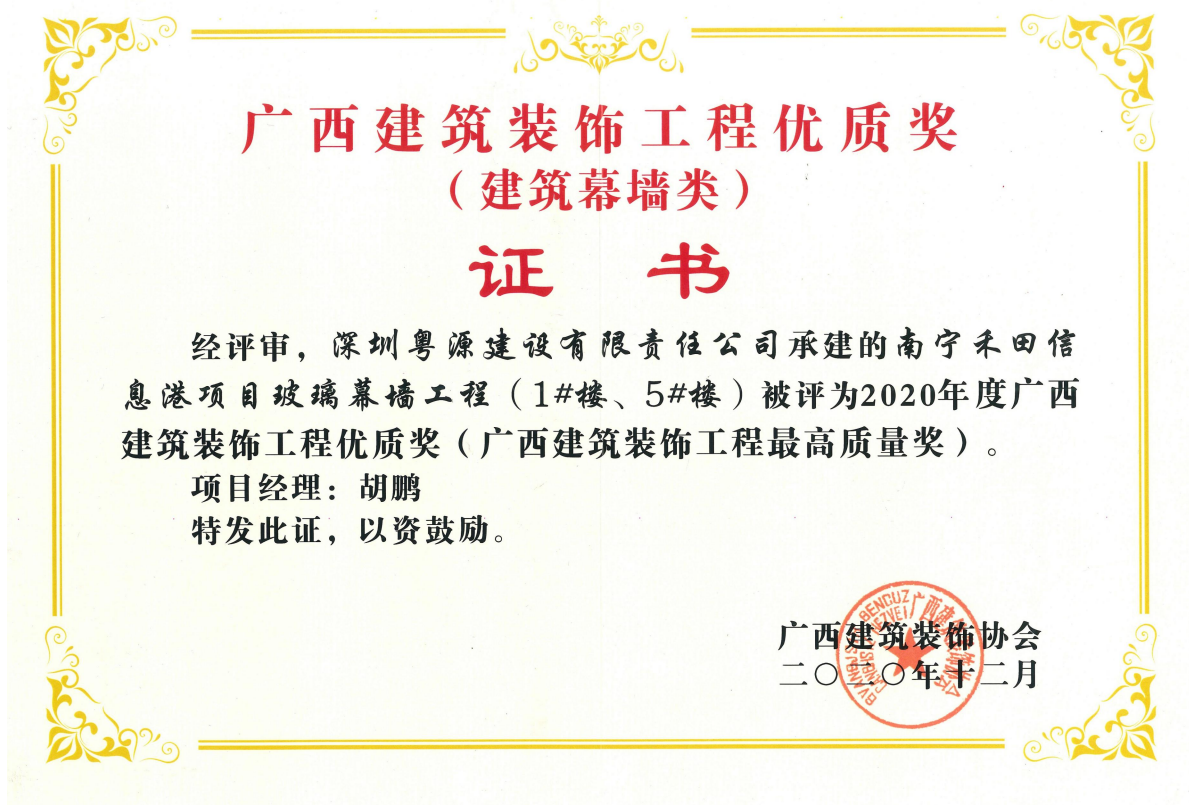 广西建筑装饰工程优质奖
（建筑幕墙类）
证 书
经评审，深圳粤源建设有限责任公司承建的南宁禾田信
息港项目玻璃幕墙工程（1#楼、5#楼）被评为2020年度广西
建筑装饰工程优质奖（广西建筑装饰工程最高质量奖）。
项目经理：胡鹏
特发此证，以资鼓励。
广西建筑装饰协会
二〇二〇年十二月